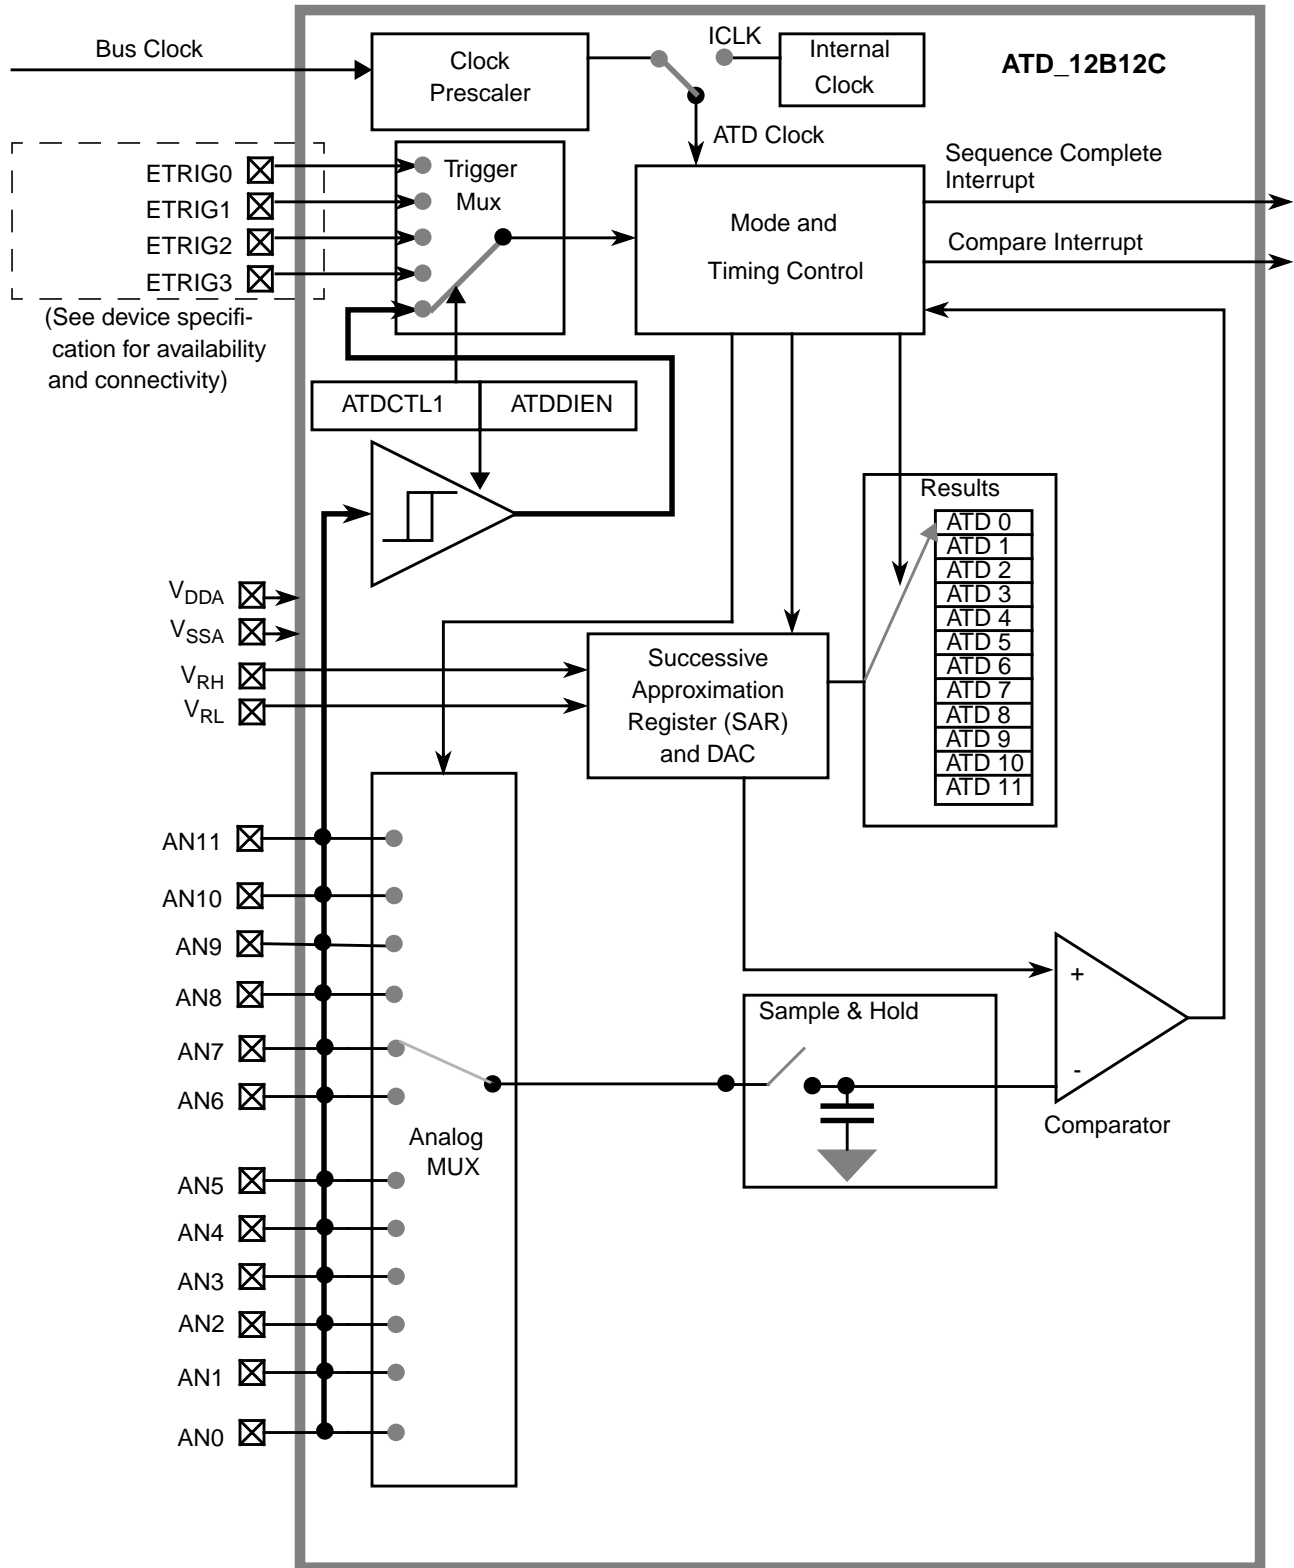 Bus Clock
Clock
Prescaler
ICLK
Internal
Clock
ATD_12B12C
ATD Clock
ETRIG0
ETRIG1
ETRIG2
ETRIG3
(See device specifi-
cation for availability
and connectivity)
Trigger
Mux
Mode and
Timing Control
Sequence Complete
Interrupt
Compare Interrupt
ATDCTL1
ATDDIEN
Results
ATD 0
ATD 1
ATD 2
ATD 3
ATD 4
ATD 5
ATD 6
ATD 7
ATD 8
ATD 9
ATD 10
ATD 11
VDDA
VSSA
VRH
VRL
Successive
Approximation
Register (SAR)
and DAC
AN11
AN10
AN9
AN8
AN7
AN6
AN5
AN4
AN3
AN2
AN1
AN0
Analog
MUX
Sample & Hold
+
-
Comparator